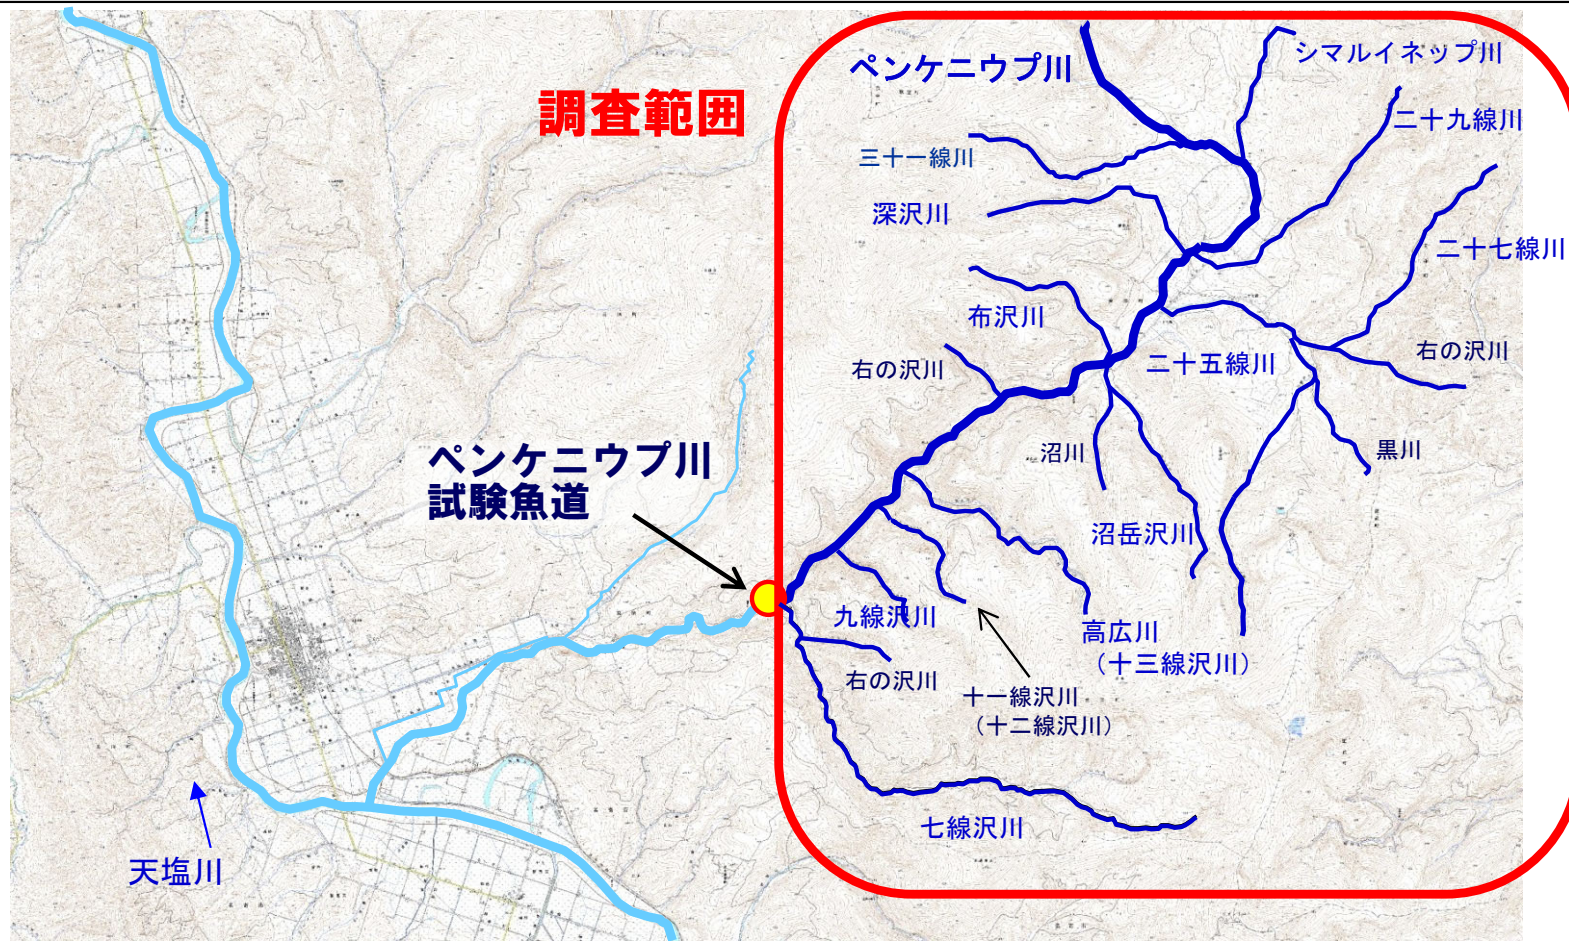 シマルイネップ川
ペンケニウプ川
調査範囲
二十九線川
三十一線川
深沢川
二十七線川
布沢川
右の沢川
二十五線川
右の沢川
ペンケニウプ川
試験魚道
沼川
黒川
沼岳沢川
九線沢川
高広川
(十三線沢川)
右の沢川
十一線沢川
(十二線沢川)
七線沢川
天塩川